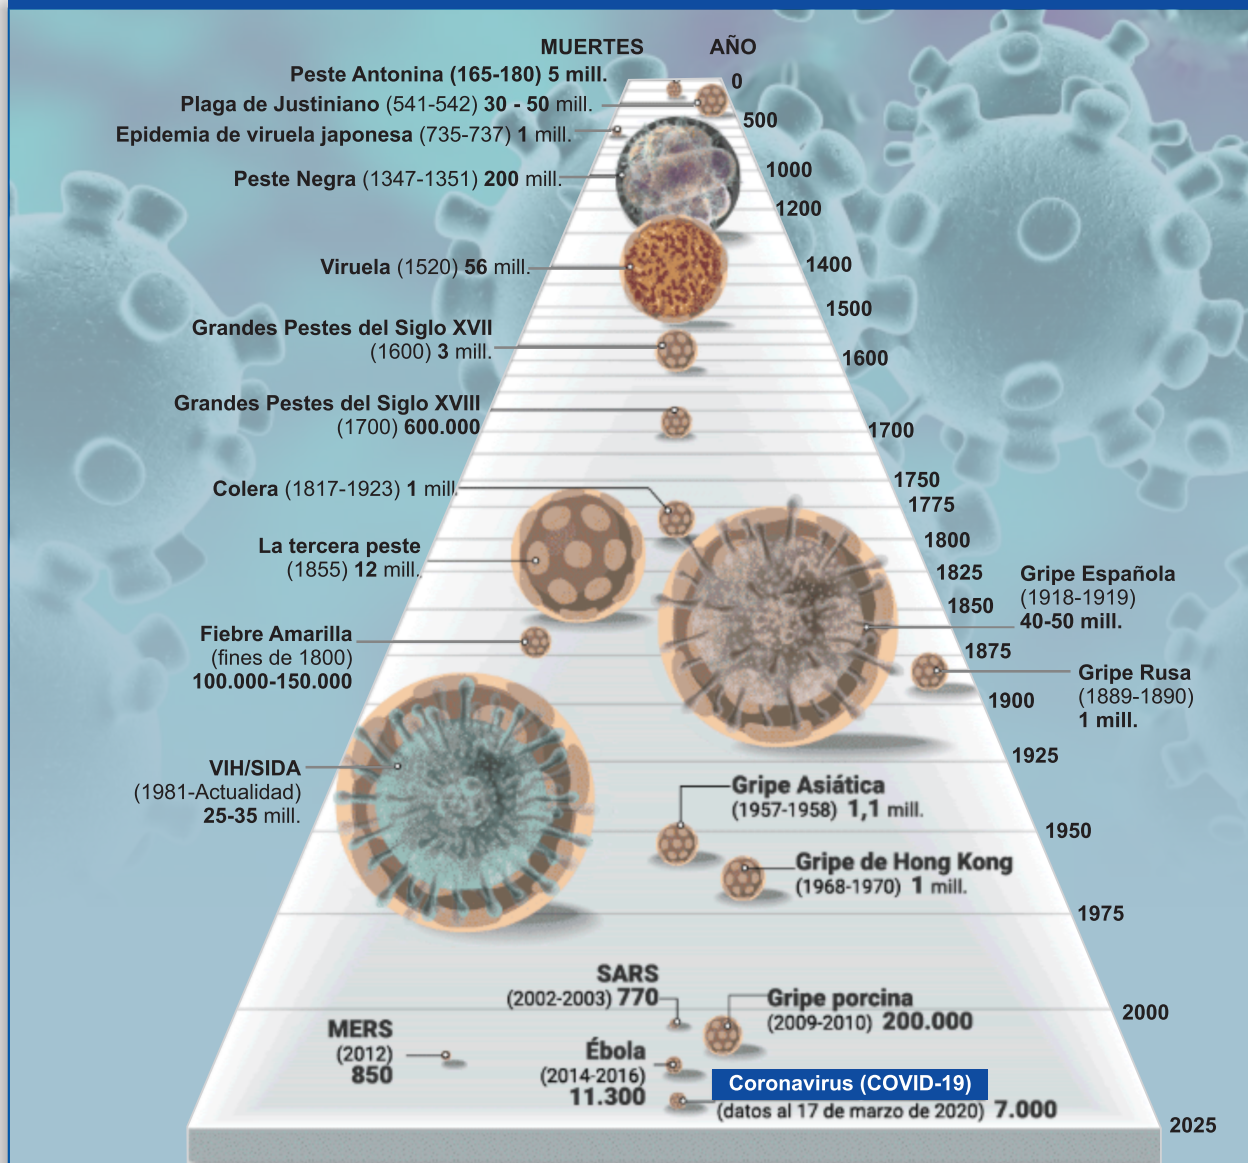 MUERTES AÑO
Peste Antonina (165-180) 5 mill.
0
Plaga de Justiniano (541-542) 30 - 50 mill.
500
Epidemia de viruela japonesa (735-737) 1 mill.
1000
Peste Negra (1347-1351) 200 mill.
1200
Viruela (1520) 56 mill.
1400
1500
Grandes Pestes del Siglo XVII
(1600) 3 mill.
1600
Grandes Pestes del Siglo XVIII
(1700) 600.000
1700
1750
Colera (1817-1923) 1 mill.
1775
1800
La tercera peste
(1855) 12 mill.
1825
Gripe Española
(1918-1919)
40-50 mill.
1850
Fiebre Amarilla
(fines de 1800)
100.000-150.000
1875
Gripe Rusa
(1889-1890)
1 mill.
1900
1925
VIH/SIDA
(1981-Actualidad)
25-35 mill.
Gripe Asiática
(1957-1958) 1,1 mill.
1950
Gripe de Hong Kong
(1968-1970) 1 mill.
1975
SARS
(2002-2003) 770
Gripe porcina
(2009-2010) 200.000
2000
MERS
(2012)
850
Ébola
(2014-2016)
11.300
Coronavirus (COVID-19)
(datos al 17 de marzo de 2020) 7.000
2025